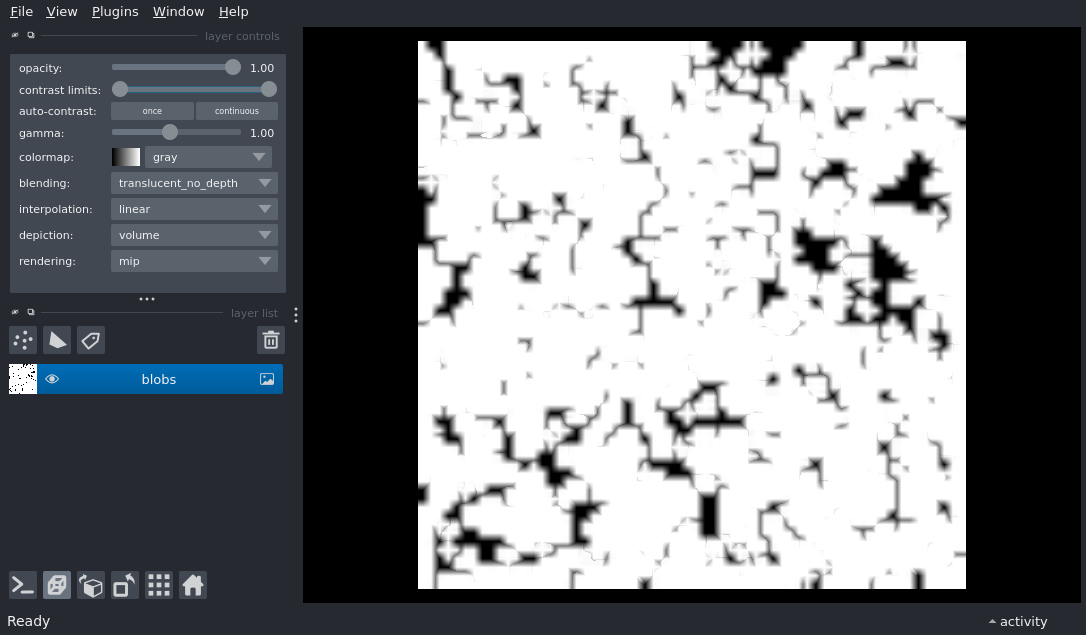 File View Plugins Window Help
layer controls
opacity: 1.00
contrast limits:
auto-contrast: once continuous
gamma: 1.00
colormap: gray
blending: translucent_no_depth
interpolation: linear
depiction: volume
rendering: mip
layer list
blobs
Ready activity